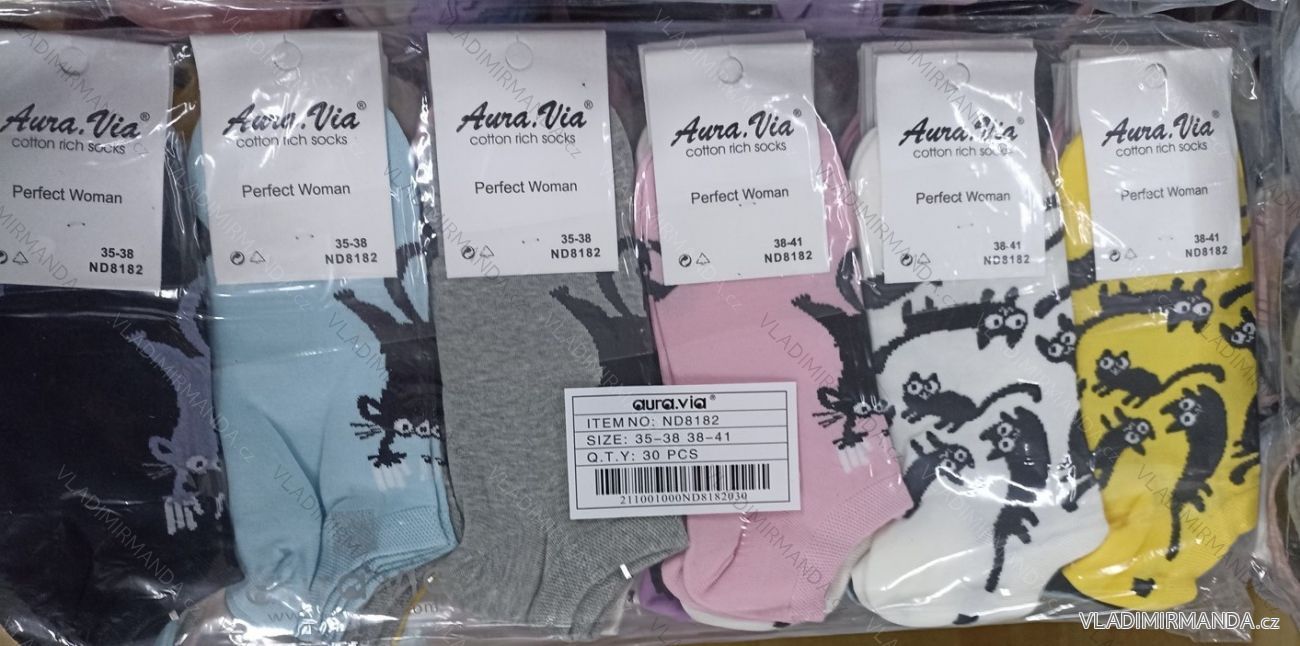 Aura.Via®
cotton rich socks
Perfect Woman
35-38
ND8182
Aura.Via®
cotton rich socks
Perfect Woman
35-38
ND8182
Aura.Via®
cotton rich socks
Perfect Woman
35-38
ND8182
Aura.Via®
cotton rich socks
Perfect Woman
38-41
ND8182
Aura.Via®
cotton rich socks
Perfect Woman
38-41
ND8182
Aura.Via®
cotton rich socks
Perfect Woman
38-41
ND8182
aura.via®
ITEM NO: ND8182
SIZE: 35-38 38-41
Q.T.Y: 30 PCS
211001000ND8182030
VLADIMIRMANDA.cz